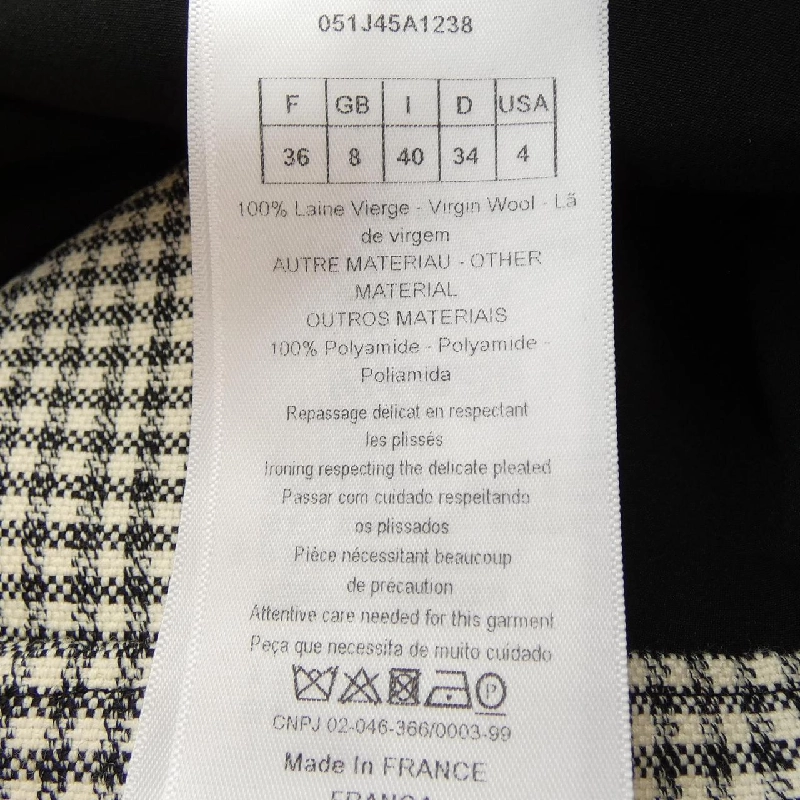 051J45A1238
F GB I D USA
36 8 40 34 4
100% Laine Vierge - Virgin Wool - Lã
de virgem
AUTRE MATERIAU - OTHER
MATERIAL
OUTROS MATERIAIS
100% Polyamide - Polyamide -
Poliamida
Repassage délicat en respectant
les plissés
Ironing respecting the delicate pleated
Passar com cuidado respeitando
os plissados
Pièce nécessitant beaucoup
de precaution
Attentive care needed for this garment
Peça que necessita de muito cuidado
P
CNPJ 02-046-366/0003-99
Made In FRANCE